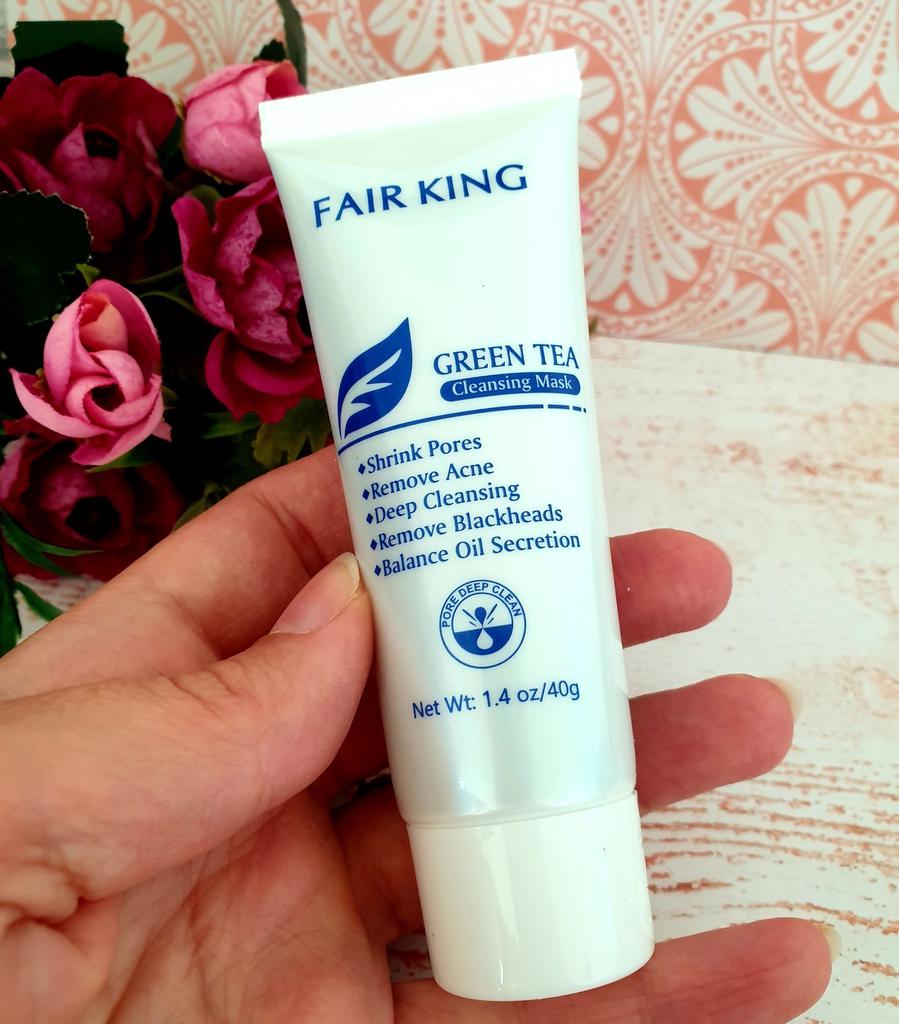 FAIR KING
GREEN TEA
Cleansing Mask
♦Shrink Pores
♦Remove Acne
♦Deep Cleansing
♦Remove Blackheads
♦Balance Oil Secretion
PORE DEEP CLEAN
Net Wt: 1.4 oz/40g